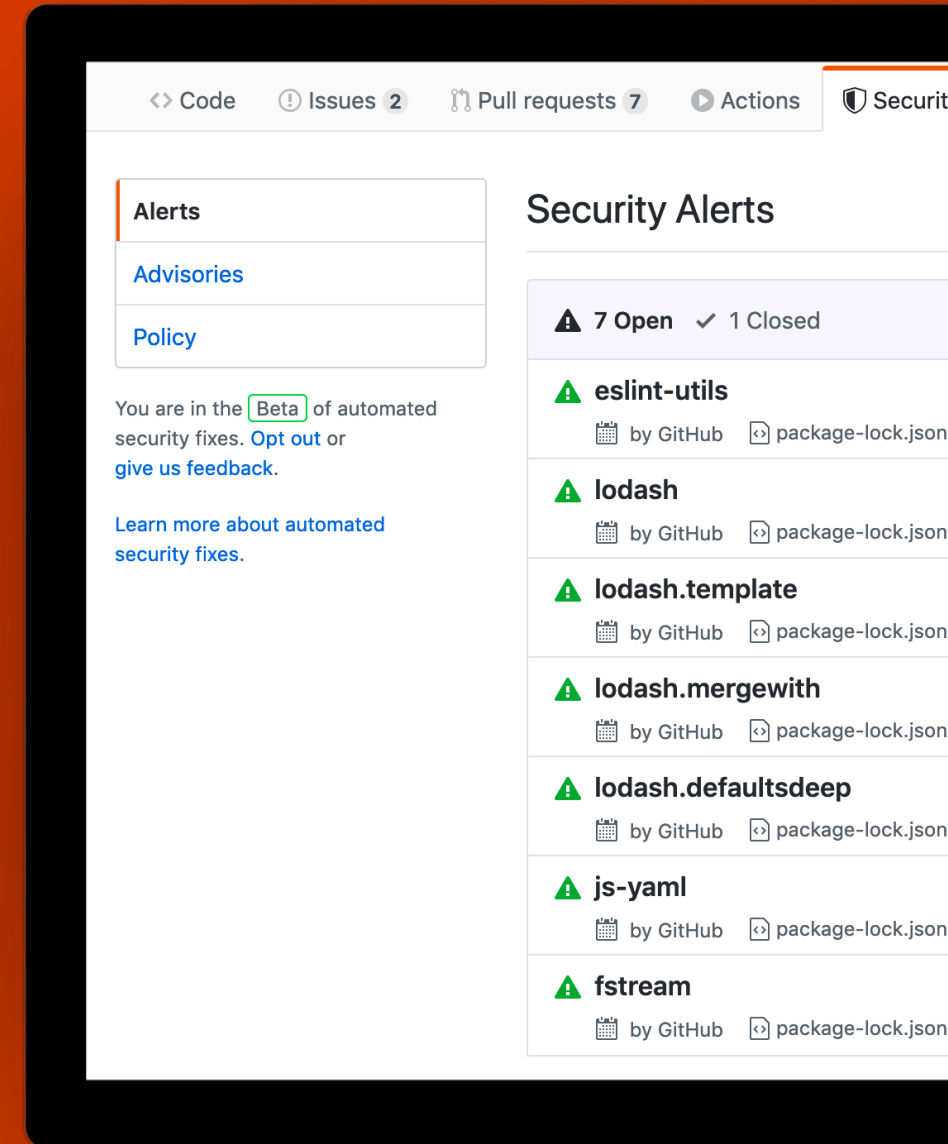 Code Issues 2 Pull requests 7 Actions Securit
Alerts
Advisories
Policy
You are in the Beta of automated
security fixes. Opt out or
give us feedback.
Learn more about automated
security fixes.
Security Alerts
7 Open 1 Closed
eslint-utils
by GitHub package-lock.json
lodash
by GitHub package-lock.json
lodash.template
by GitHub package-lock.json
lodash.mergewith
by GitHub package-lock.json
lodash.defaultsdeep
by GitHub package-lock.json
js-yaml
by GitHub package-lock.json
fstream
by GitHub package-lock.json